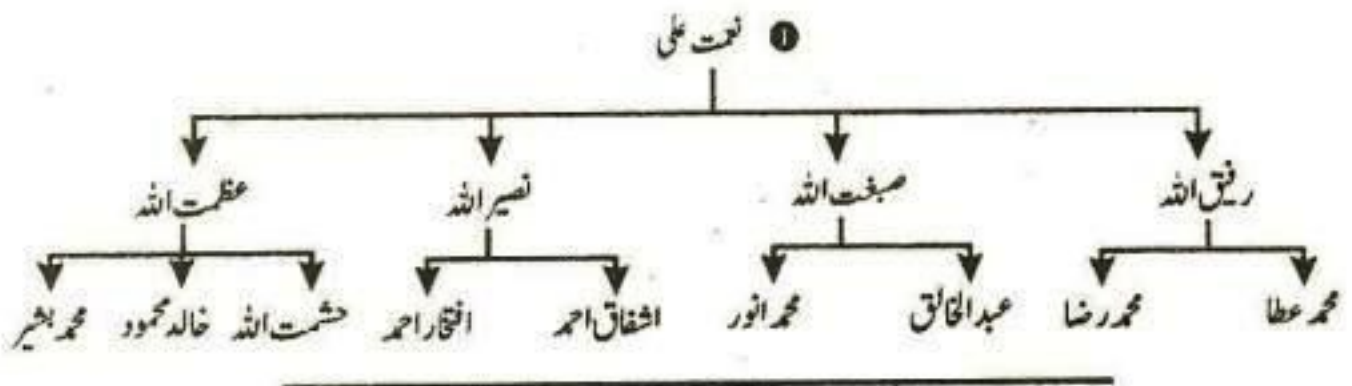 ❶ نعمت علی
رفیق اللہ صبغت اللہ نصیر اللہ عظمت اللہ
محمد عطا محمد رضا عبدالخالق محمد انور اشفاق احمد افتخار احمد حشمت اللہ خالد محمود محمد بشیر